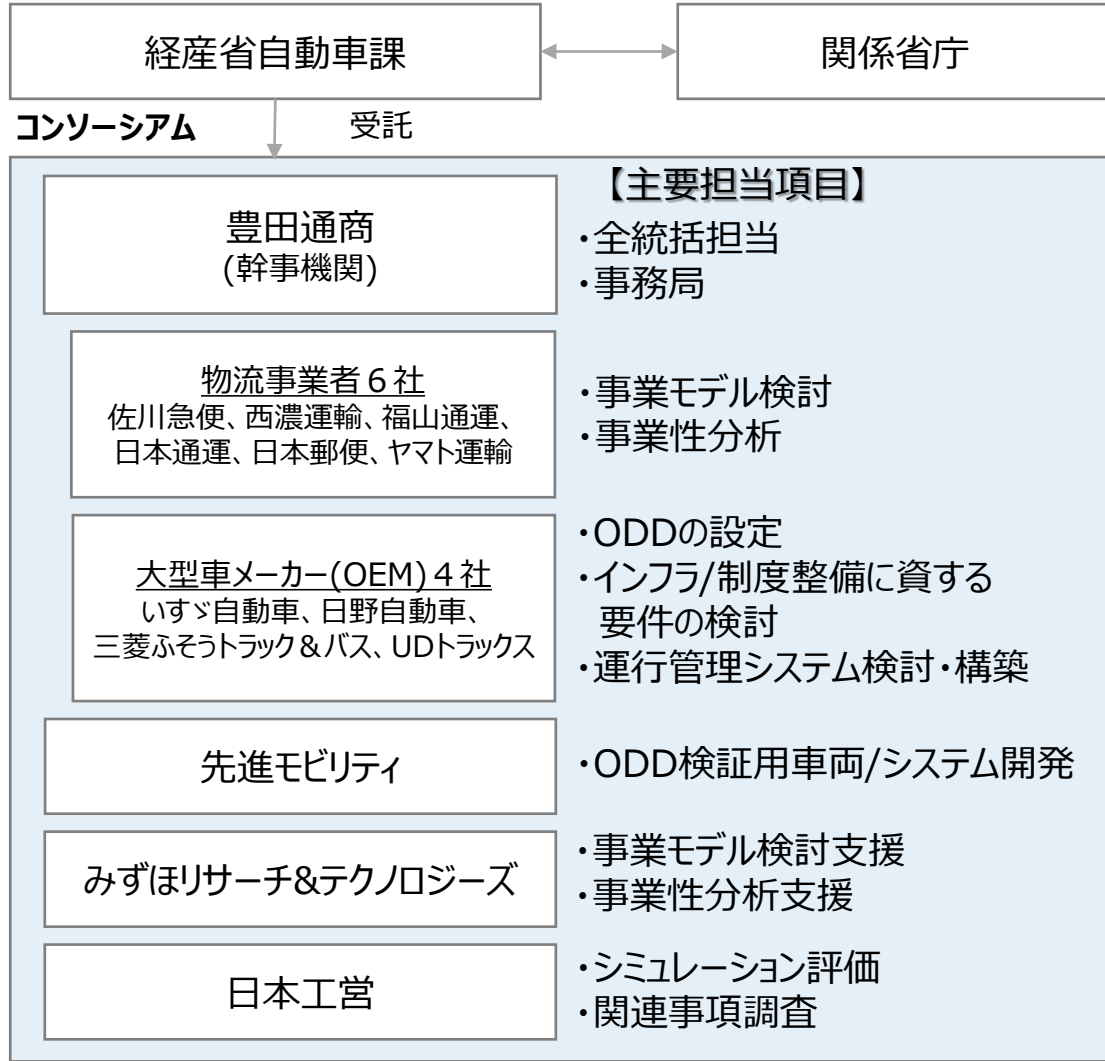 経産省自動車課
関係省庁
コンソーシアム
受託
【主要担当項目】
豊田通商
(幹事機関)
・全統括担当
・事務局
物流事業者６社
佐川急便、西濃運輸、福山通運、
日本通運、日本郵便、ヤマト運輸
・事業モデル検討
・事業性分析
大型車メーカー(OEM)４社
いすゞ自動車、日野自動車、
三菱ふそうトラック＆バス、UDトラックス
・ODDの設定
・インフラ/制度整備に資する
要件の検討
・運行管理システム検討・構築
先進モビリティ
・ODD検証用車両/システム開発
みずほリサーチ&テクノロジーズ
・事業モデル検討支援
・事業性分析支援
日本工営
・シミュレーション評価
・関連事項調査